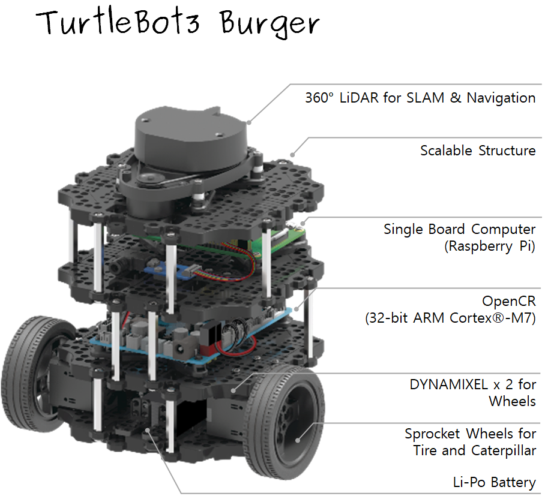 TurtleBot3 Burger
360° LiDAR for SLAM & Navigation
Scalable Structure
Single Board Computer
(Raspberry Pi)
OpenCR
(32-bit ARM Cortex®-M7)
DYNAMIXEL x 2 for
Wheels
Sprocket Wheels for
Tire and Caterpillar
Li-Po Battery